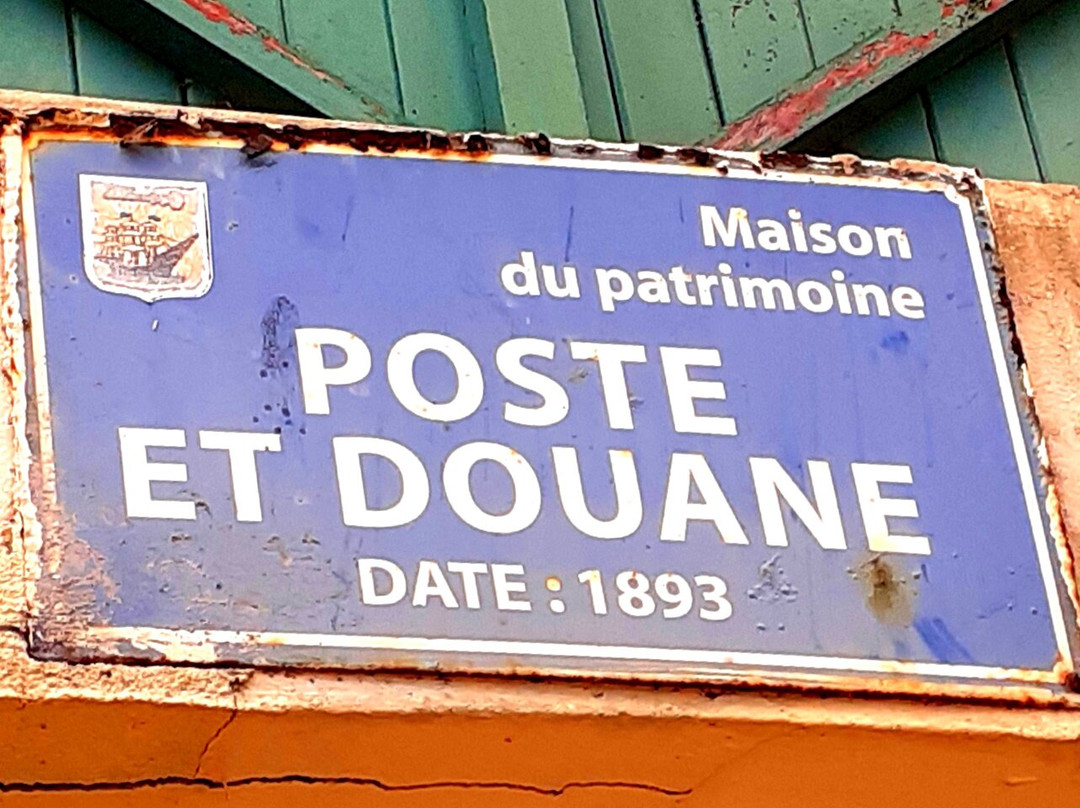 Maison
du patrimoine
POSTE
ET DOUANE
DATE : 1893